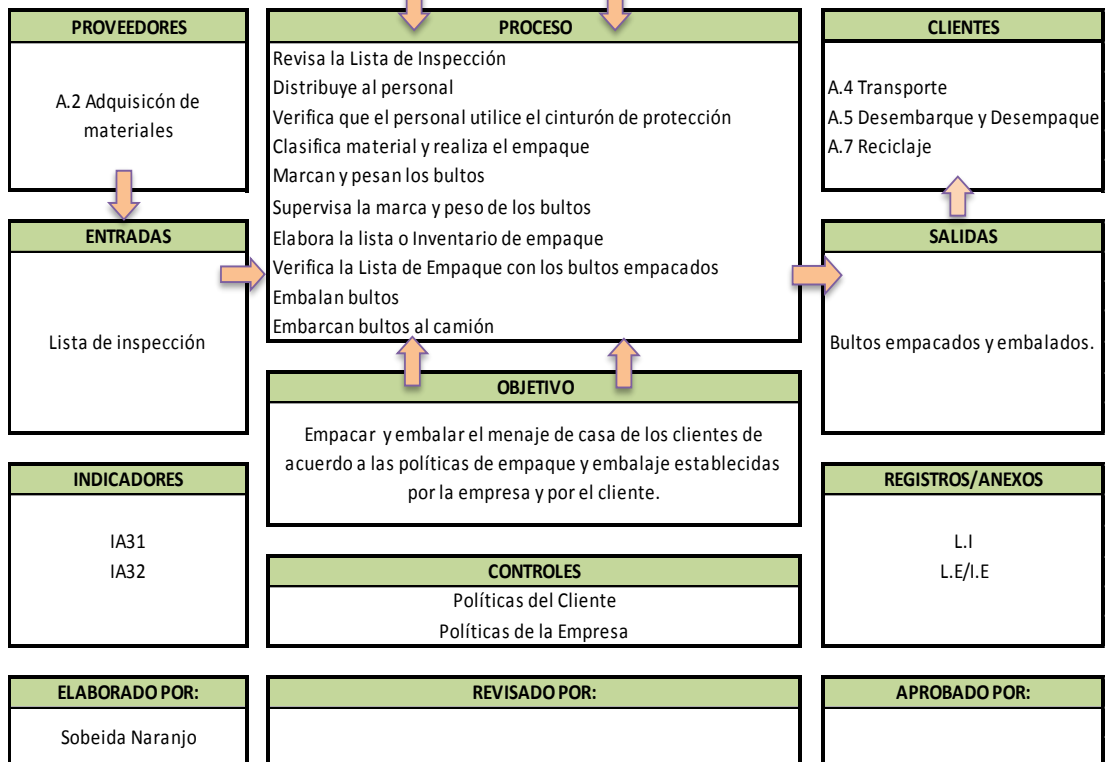 PROVEEDORES
A.2 Adquisicón de
materiales
PROCESO
Revisa la Lista de Inspección
Distribuye al personal
Verifica que el personal utilice el cinturón de protección
Clasifica material y realiza el empaque
Marcan y pesan los bultos
Supervisa la marca y peso de los bultos
Elabora la lista o Inventario de empaque
Verifica la Lista de Empaque con los bultos empacados
Embalan bultos
Embarcan bultos al camión
CLIENTES
A.4 Transporte
A.5 Desembarque y Desempaque
A.7 Reciclaje
ENTRADAS
Lista de inspección
SALIDAS
Bultos empacados y embalados.
OBJETIVO
Empacar y embalar el menaje de casa de los clientes de
acuerdo a las políticas de empaque y embalaje establecidas
por la empresa y por el cliente.
INDICADORES
IA31
IA32
CONTROLES
Políticas del Cliente
Políticas de la Empresa
REGISTROS/ANEXOS
L.I
L.E/I.E
ELABORADO POR:
Sobeida Naranjo
REVISADO POR:
APROBADO POR: